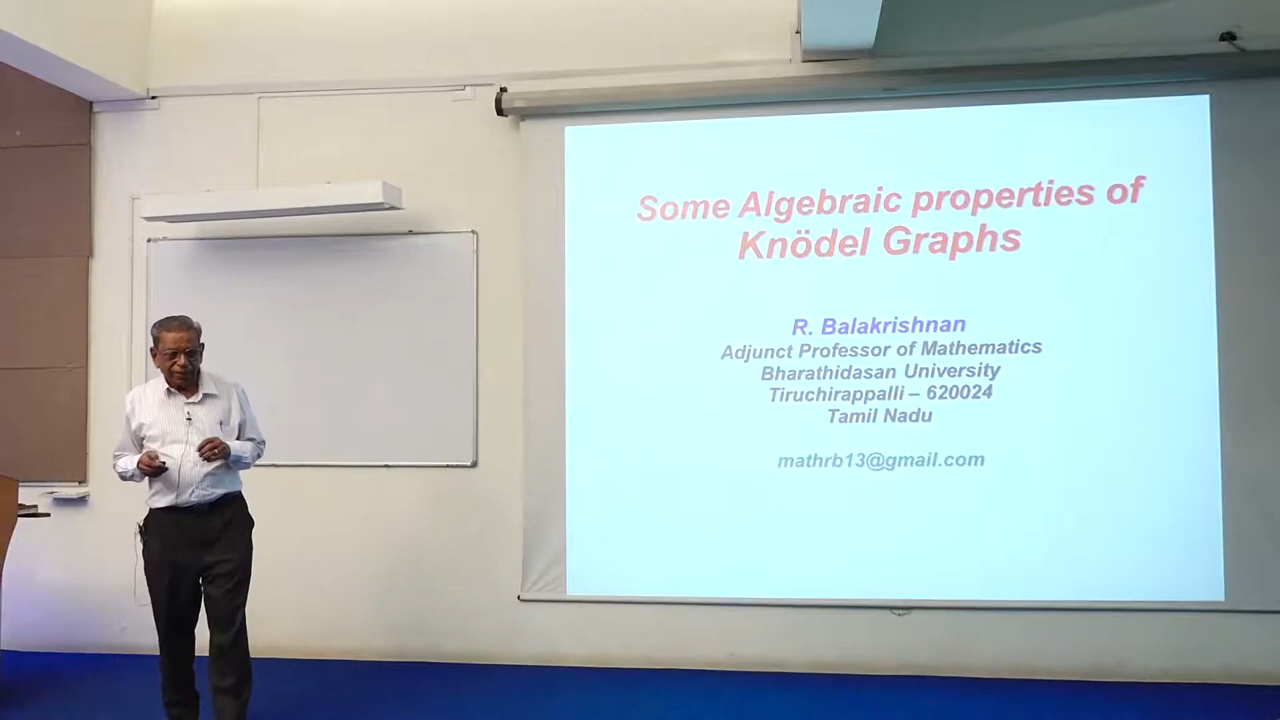 Some Algebraic properties of
Knödel Graphs
R. Balakrishnan
Adjunct Professor of Mathematics
Bharathidasan University
Tiruchirappalli – 620024
Tamil Nadu
mathrb13@gmail.com